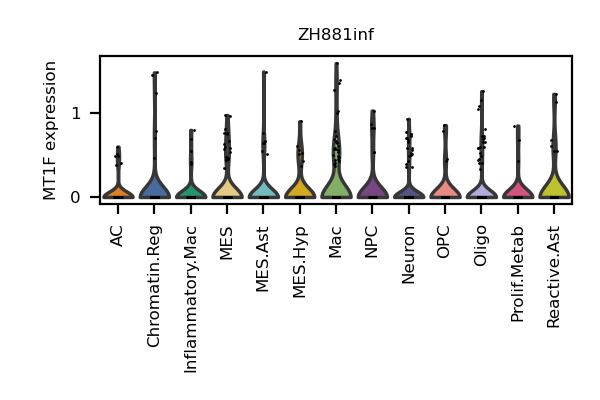 ZH881inf
MT1F expression
1
0
AC
Chromatin.Reg
Inflammatory.Mac
MES
MES.Ast
MES.Hyp
Mac
NPC
Neuron
OPC
Oligo
Prolif.Metab
Reactive.Ast